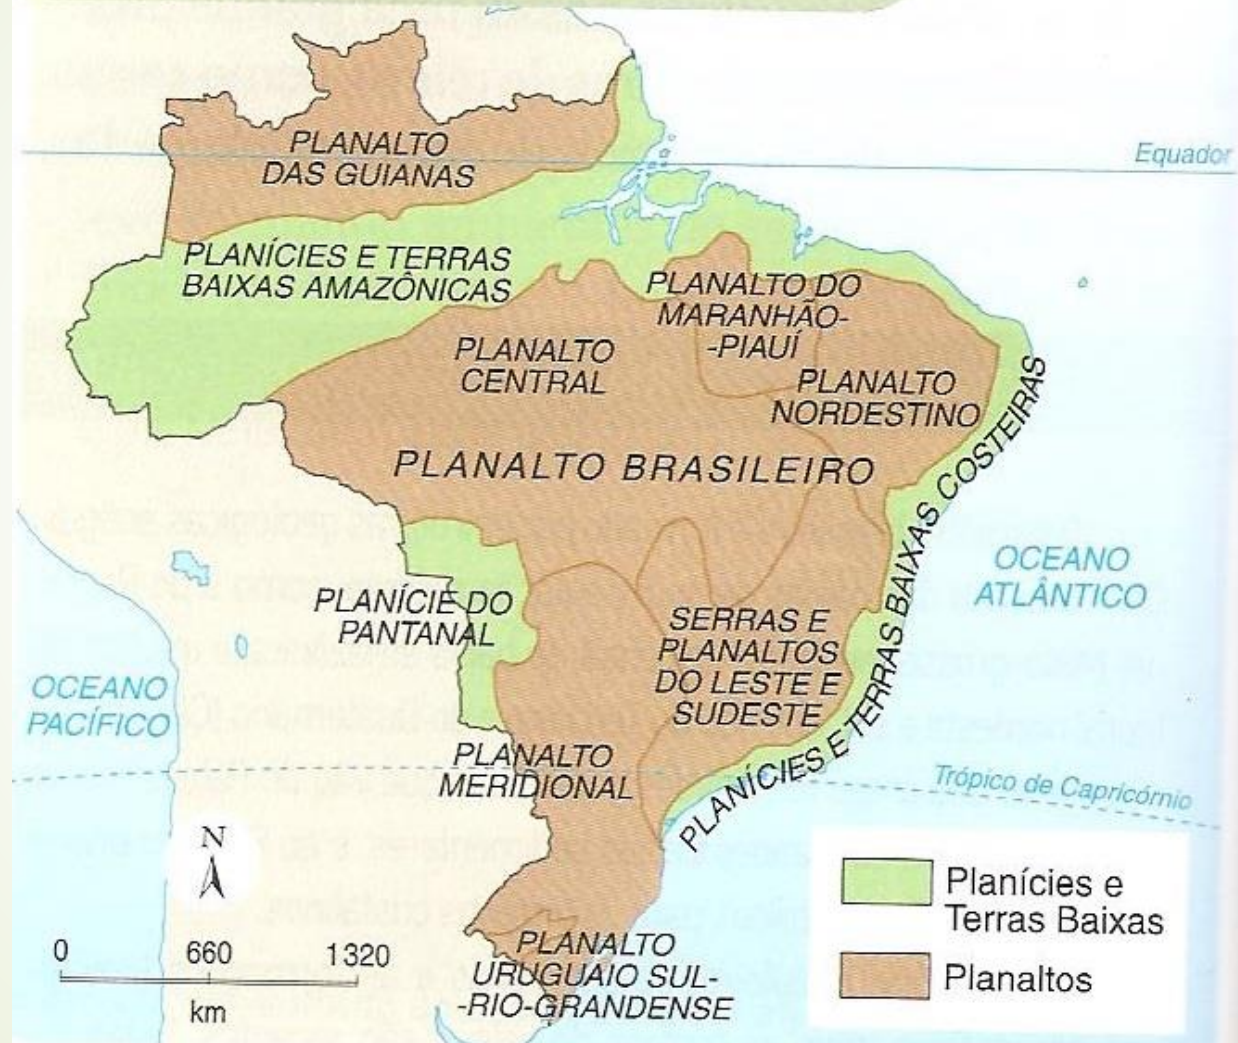 PLANALTO
DAS GUIANAS
Equador
PLANÍCIES E TERRAS
BAIXAS AMAZÔNICAS
PLANALTO DO
MARANHÃO-
-PIAUÍ
PLANALTO
CENTRAL
PLANALTO
NORDESTINO
PLANALTO BRASILEIRO
PLANÍCIES E TERRAS BAIXAS COSTEIRAS
OCEANO
ATLÂNTICO
PLANÍCIE DO
PANTANAL
SERRAS E
PLANALTOS
DO LESTE E
SUDESTE
OCEANO
PACÍFICO
PLANALTO
MERIDIONAL
Trópico de Capricórnio
N
0 660 1320
km
PLANALTO
URUGUAIO SUL-
-RIO-GRANDENSE
Planícies e
Terras Baixas
Planaltos